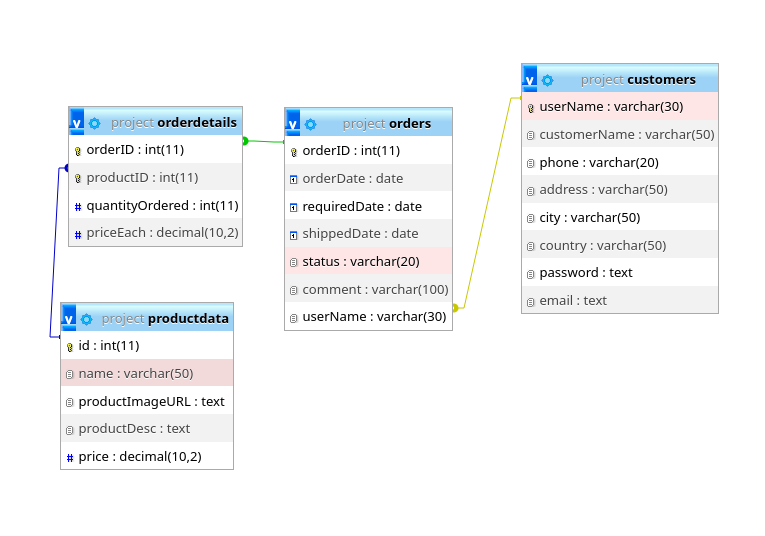 v project orderdetails
orderID : int(11)
productID : int(11)
# quantityOrdered : int(11)
# priceEach : decimal(10,2)
v project orders
orderID : int(11)
orderDate : date
requiredDate : date
shippedDate : date
status : varchar(20)
comment : varchar(100)
userName : varchar(30)
v project customers
userName : varchar(30)
customerName : varchar(50)
phone : varchar(20)
address : varchar(50)
city : varchar(50)
country : varchar(50)
password : text
email : text
v project productdata
id : int(11)
name : varchar(50)
productImageURL : text
productDesc : text
# price : decimal(10,2)